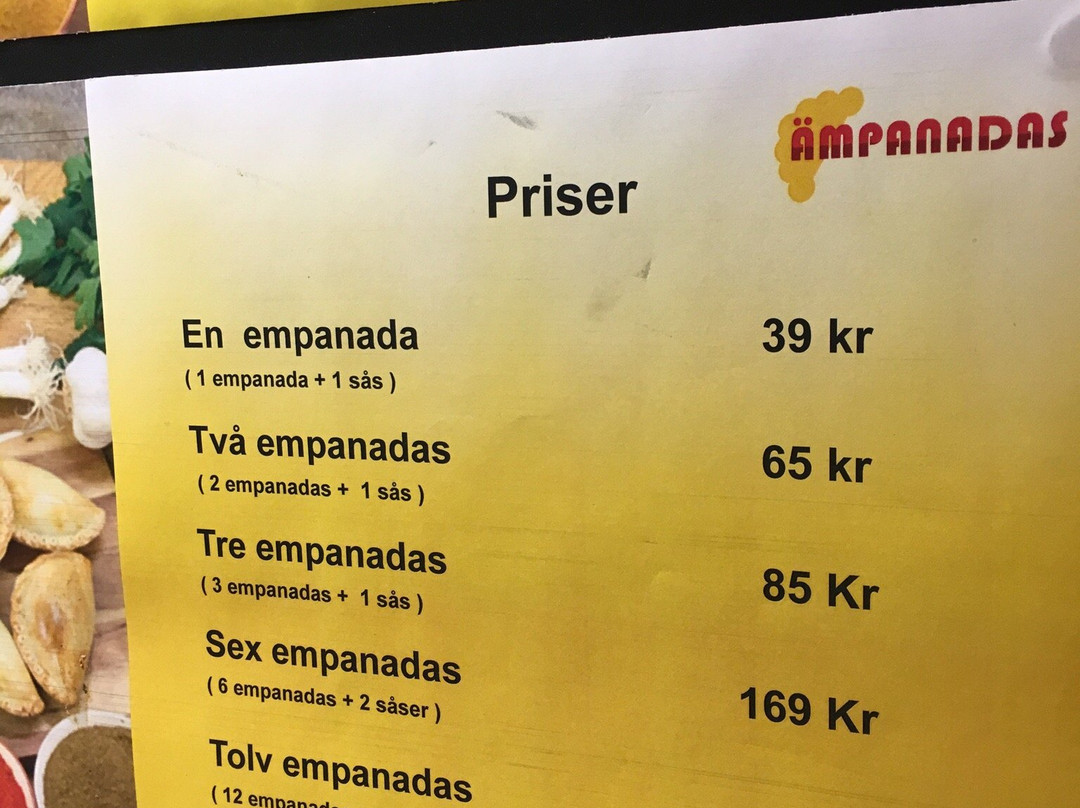 ÄMPANADAS
Priser
En empanada 39 kr
( 1 empanada + 1 sås )
Två empanadas 65 kr
( 2 empanadas + 1 sås )
Tre empanadas 85 Kr
( 3 empanadas + 1 sås )
Sex empanadas 169 Kr
( 6 empanadas + 2 såser )
Tolv empanadas
( 12